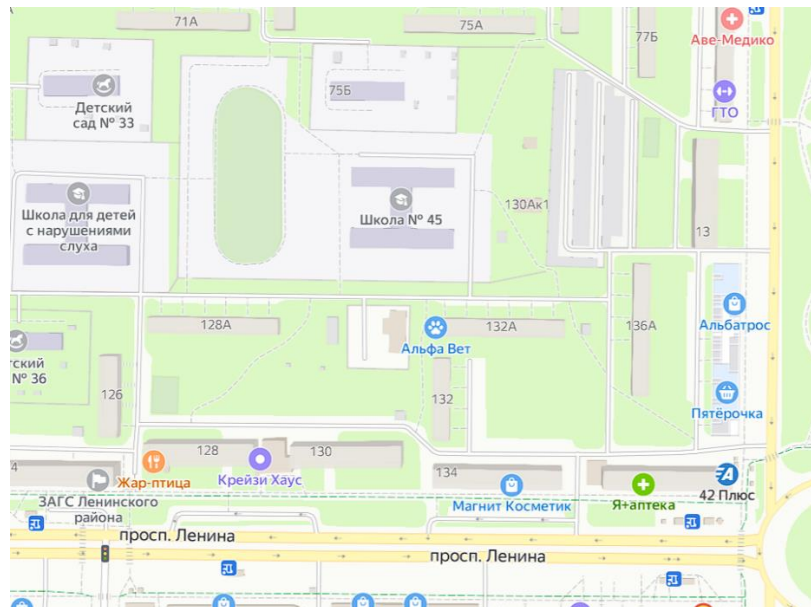 71А
75А
77Б
Аве-Медико
75Б
Детский
сад № 33
ГТО
Школа для детей
с нарушениями
слуха
Школа № 45
130Ак1
13
128А
Альфа Вет
132А
136А
Альбатрос
тский
№ 36
126
132
Пятёрочка
128
130
4
Жар-птица
Крейзи Хаус
134
42 Плюс
ЗАГС Ленинского
района
Магнит Косметик
Я+аптека
просп. Ленина
просп. Ленина